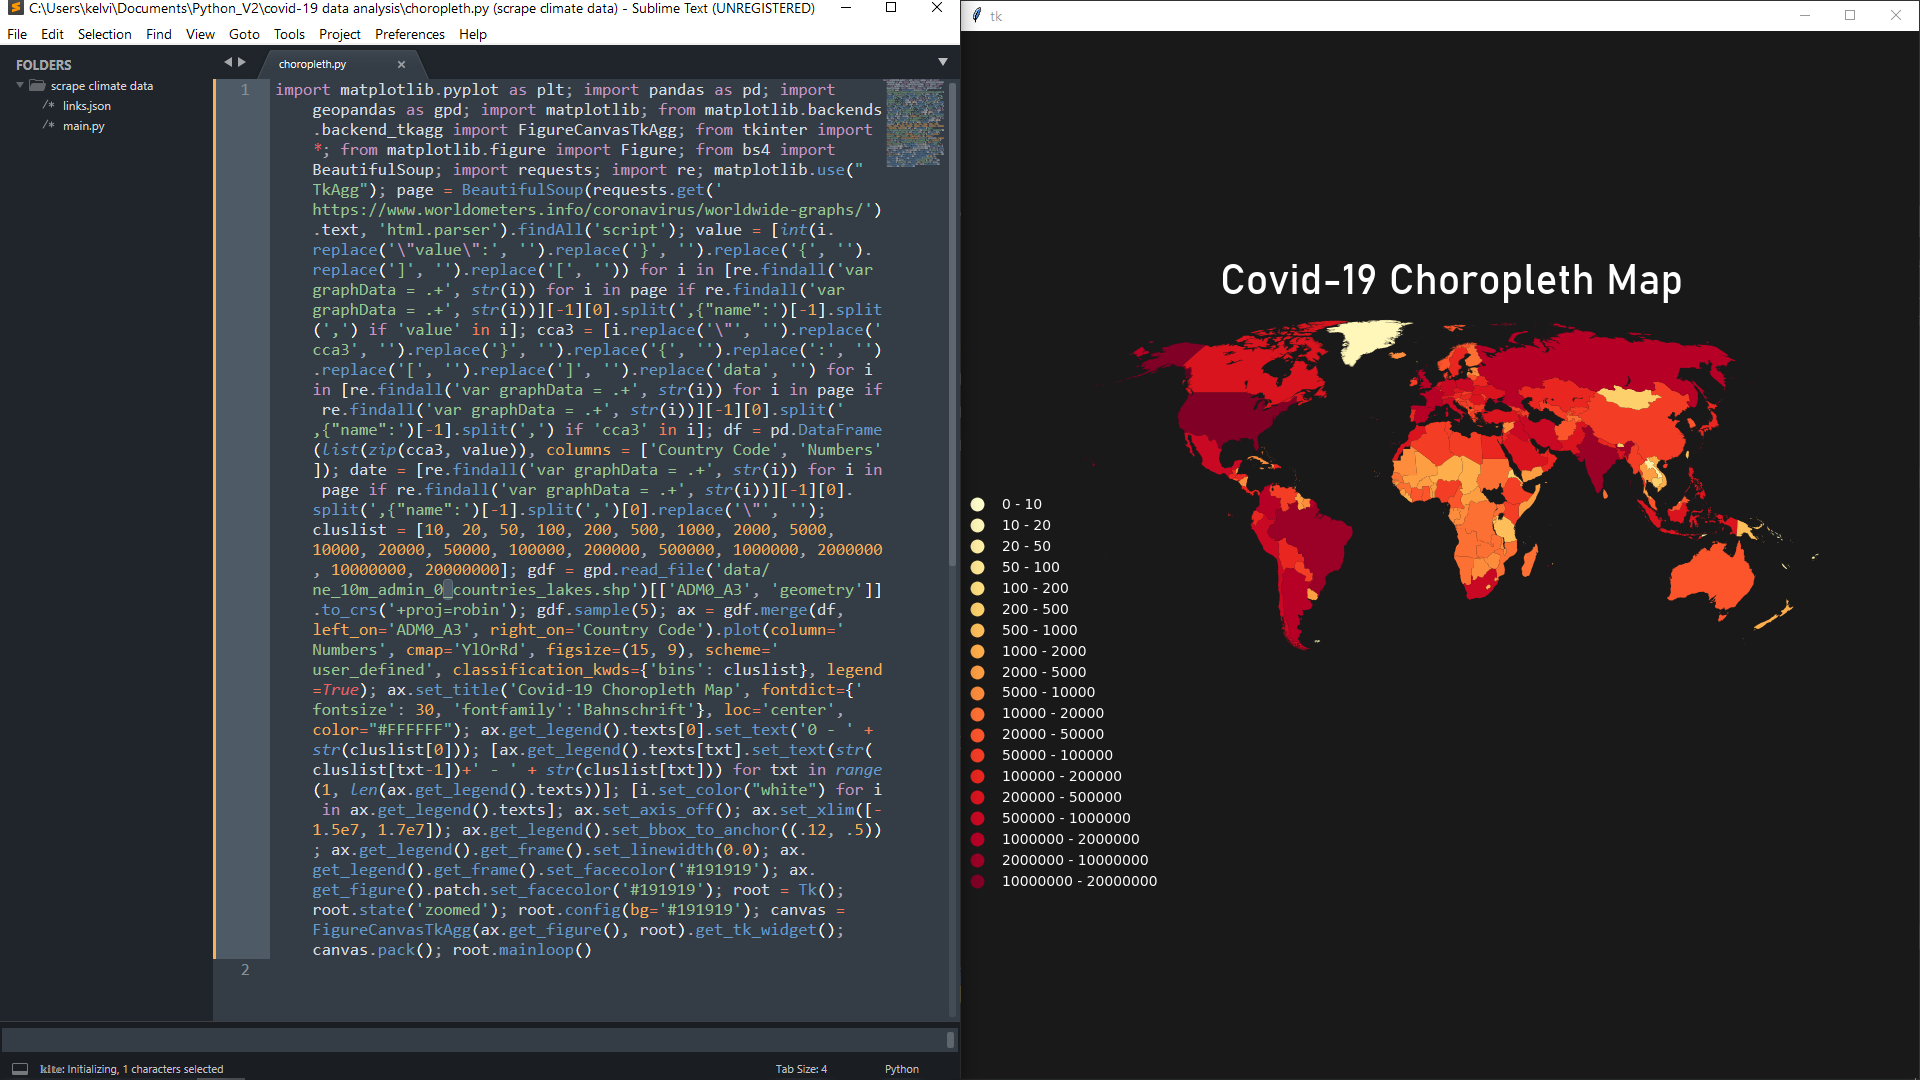 C:\Users\kelvi\Documents\Python_V2\covid-19 data analysis\choropleth.py (scrape climate data) - Sublime Text (UNREGISTERED)
File Edit Selection Find View Goto Tools Project Preferences Help
FOLDERS
scrape climate data
/* links.json
/* main.py
choropleth.py
1
import matplotlib.pyplot as plt; import pandas as pd; import
geopandas as gpd; import matplotlib; from matplotlib.backends
.backend_tkagg import FigureCanvasTkAgg; from tkinter import
*; from matplotlib.figure import Figure; from bs4 import
BeautifulSoup; import requests; import re; matplotlib.use("
TkAgg"); page = BeautifulSoup(requests.get('
https://www.worldometers.info/coronavirus/worldwide-graphs/')
.text, 'html.parser').findAll('script'); value = [int(i.
replace('\"value\":', '').replace('}', '').replace('{', '').
replace(']', '').replace('[', '')) for i in [re.findall('var
graphData = .+', str(i)) for i in page if re.findall('var
graphData = .+', str(i))][-1][0].split(',{"name":')[-1].split
(',') if 'value' in i]; cca3 = [i.replace('\"', '').replace('
cca3', '').replace('}', '').replace('{', '').replace(':', '')
.replace('[', '').replace(']', '').replace('data', '') for i
in [re.findall('var graphData = .+', str(i)) for i in page if
re.findall('var graphData = .+', str(i))][-1][0].split('
,{"name":')[-1].split(',') if 'cca3' in i]; df = pd.DataFrame
(list(zip(cca3, value)), columns = ['Country Code', 'Numbers'
]); date = [re.findall('var graphData = .+', str(i)) for i in
page if re.findall('var graphData = .+', str(i))][-1][0].
split(',{"name":')[-1].split(',')[0].replace('\"', '');
cluslist = [10, 20, 50, 100, 200, 500, 1000, 2000, 5000,
10000, 20000, 50000, 100000, 200000, 500000, 1000000, 2000000
, 10000000, 20000000]; gdf = gpd.read_file('data/
ne_10m_admin_0_countries_lakes.shp')[['ADM0_A3', 'geometry']]
.to_crs('+proj=robin'); gdf.sample(5); ax = gdf.merge(df,
left_on='ADM0_A3', right_on='Country Code').plot(column='
Numbers', cmap='YlOrRd', figsize=(15, 9), scheme='
user_defined', classification_kwds={'bins': cluslist}, legend
=True); ax.set_title('Covid-19 Choropleth Map', fontdict={'
fontsize': 30, 'fontfamily':'Bahnschrift'}, loc='center',
color="#FFFFFF"); ax.get_legend().texts[0].set_text('0 - ' +
str(cluslist[0])); [ax.get_legend().texts[txt].set_text(str(
cluslist[txt-1])+' - ' + str(cluslist[txt])) for txt in range
(1, len(ax.get_legend().texts))]; [i.set_color("white") for i
in ax.get_legend().texts]; ax.set_axis_off(); ax.set_xlim([-
1.5e7, 1.7e7]); ax.get_legend().set_bbox_to_anchor((.12, .5))
; ax.get_legend().get_frame().set_linewidth(0.0); ax.
get_legend().get_frame().set_facecolor('#191919'); ax.
get_figure().patch.set_facecolor('#191919'); root = Tk();
root.state('zoomed'); root.config(bg='#191919'); canvas =
FigureCanvasTkAgg(ax.get_figure(), root).get_tk_widget();
canvas.pack(); root.mainloop()
2
kite: Initializing, 1 characters selected
Tab Size: 4
Python
tk
Covid-19 Choropleth Map
0 - 10
10 - 20
20 - 50
50 - 100
100 - 200
200 - 500
500 - 1000
1000 - 2000
2000 - 5000
5000 - 10000
10000 - 20000
20000 - 50000
50000 - 100000
100000 - 200000
200000 - 500000
500000 - 1000000
1000000 - 2000000
2000000 - 10000000
10000000 - 20000000